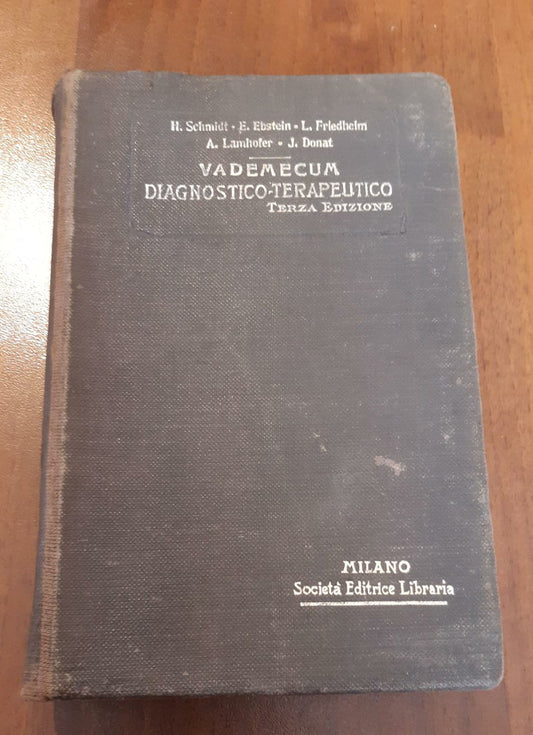 H. Schmidt • E. Ebstein • L. Friedheim
A. Lamhofer • J. Donat
VADEMECUM
DIAGNOSTICO-TERAPEUTICO
TERZA EDIZIONE
MILANO
Società Editrice Libraria